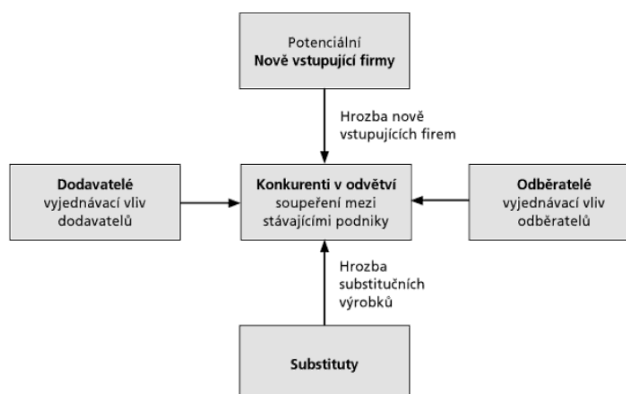 Potenciální
Nově vstupující firmy
Hrozba nově
vstupujících firem
Dodavatelé
vyjednávací vliv
dodavatelů
Konkurenti v odvětví
soupeření mezi
stávajícími podniky
Odběratelé
vyjednávací vliv
odběratelů
Hrozba
substitučních
výrobků
Substituty